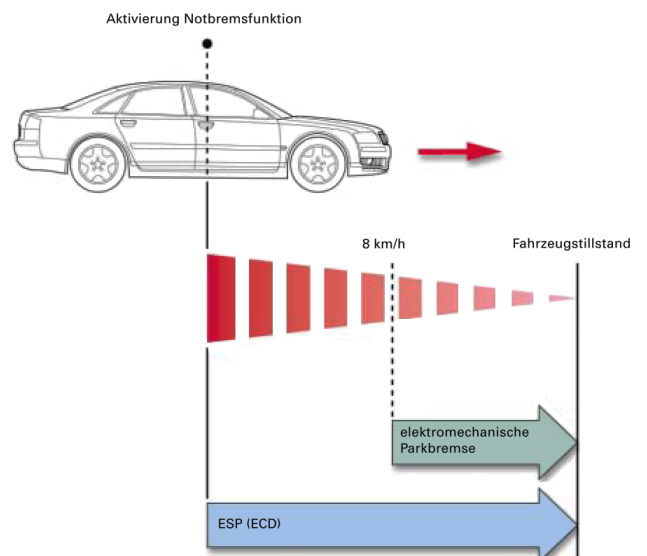 Aktivierung Notbremsfunktion
8 km/h
Fahrzeugstillstand
elektromechanische
Parkbremse
ESP (ECD)